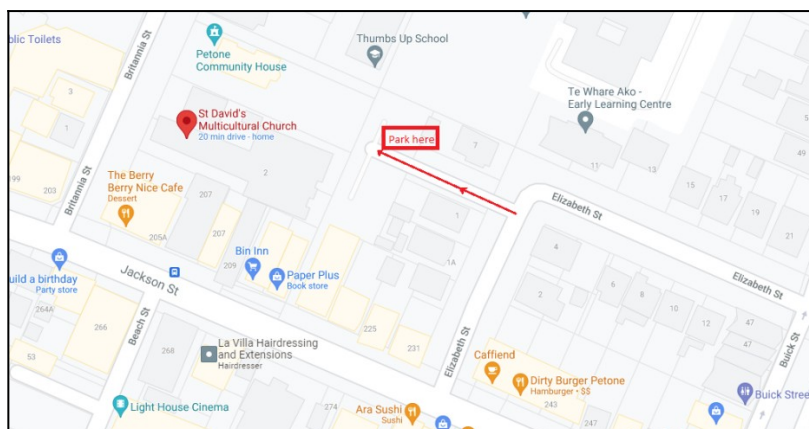 blic Toilets
Britannia St
Petone
Community House
Thumbs Up School
Te Whare Ako -
Early Learning Centre
3
1
St David's
Multicultural Church
20 min drive - home
Park here
7
5
49
11
13
15
17
19
21
2
199
203
The Berry
Berry Nice Cafe
Dessert
207
207
205A
Britannia St
Elizabeth St
1
4
1A
Bin Inn
209
Paper Plus
Book store
Elizabeth St
uild a birthday
Party store
Jackson St
264A
266
Beach St
225
231
2
6
8
10
12
47
47
Buick St
53
268
La Villa Hairdressing
and Extensions
Hairdresser
Elizabeth St
Caffiend
Dirty Burger Petone
Hamburger - $$
243
247
Buick Stree
Light House Cinema
Ara Sushi
Sushi